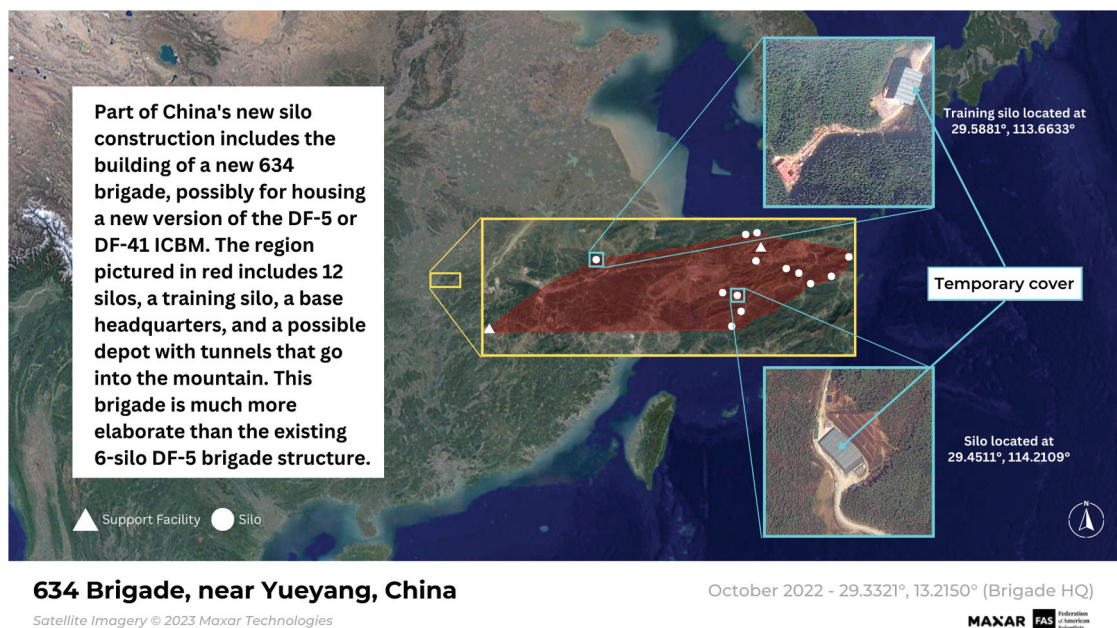 Part of China's new silo
construction includes the
building of a new 634
brigade, possibly for housing
a new version of the DF-5 or
DF-41 ICBM. The region
pictured in red includes 12
silos, a training silo, a base
headquarters, and a possible
depot with tunnels that go
into the mountain. This
brigade is much more
elaborate than the existing
6-silo DF-5 brigade structure.
Support Facility
Silo
Training silo located at
29.5881°, 113.6633°
Temporary cover
Silo located at
29.4511°, 114.2109°
N
634 Brigade, near Yueyang, China
Satellite Imagery © 2023 Maxar Technologies
October 2022 - 29.3321°, 13.2150° (Brigade HQ)
MAXAR
FAS
Federation
of American
Scientists